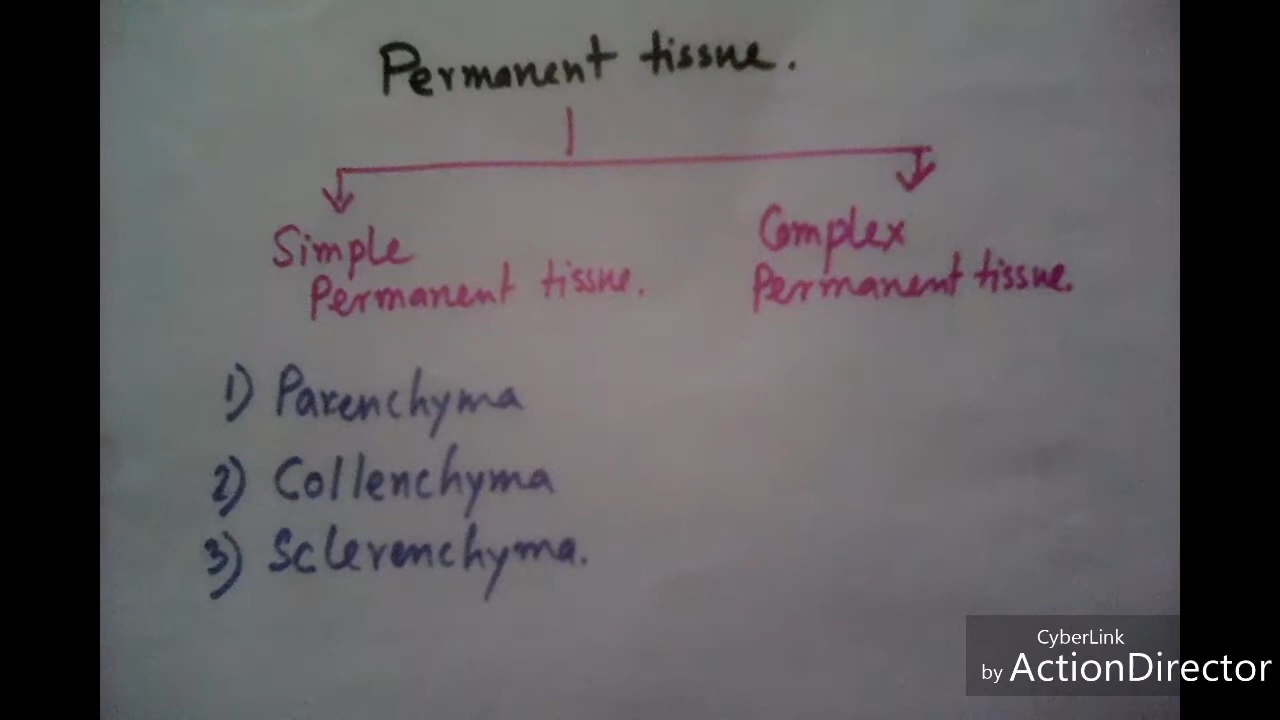 Permanent tissue.
Simple
Permanent tissue.
Complex
Permanent tissue.
1) Parenchyma
2) Collenchyma
3) Sclerenchyma.
CyberLink
by ActionDirector